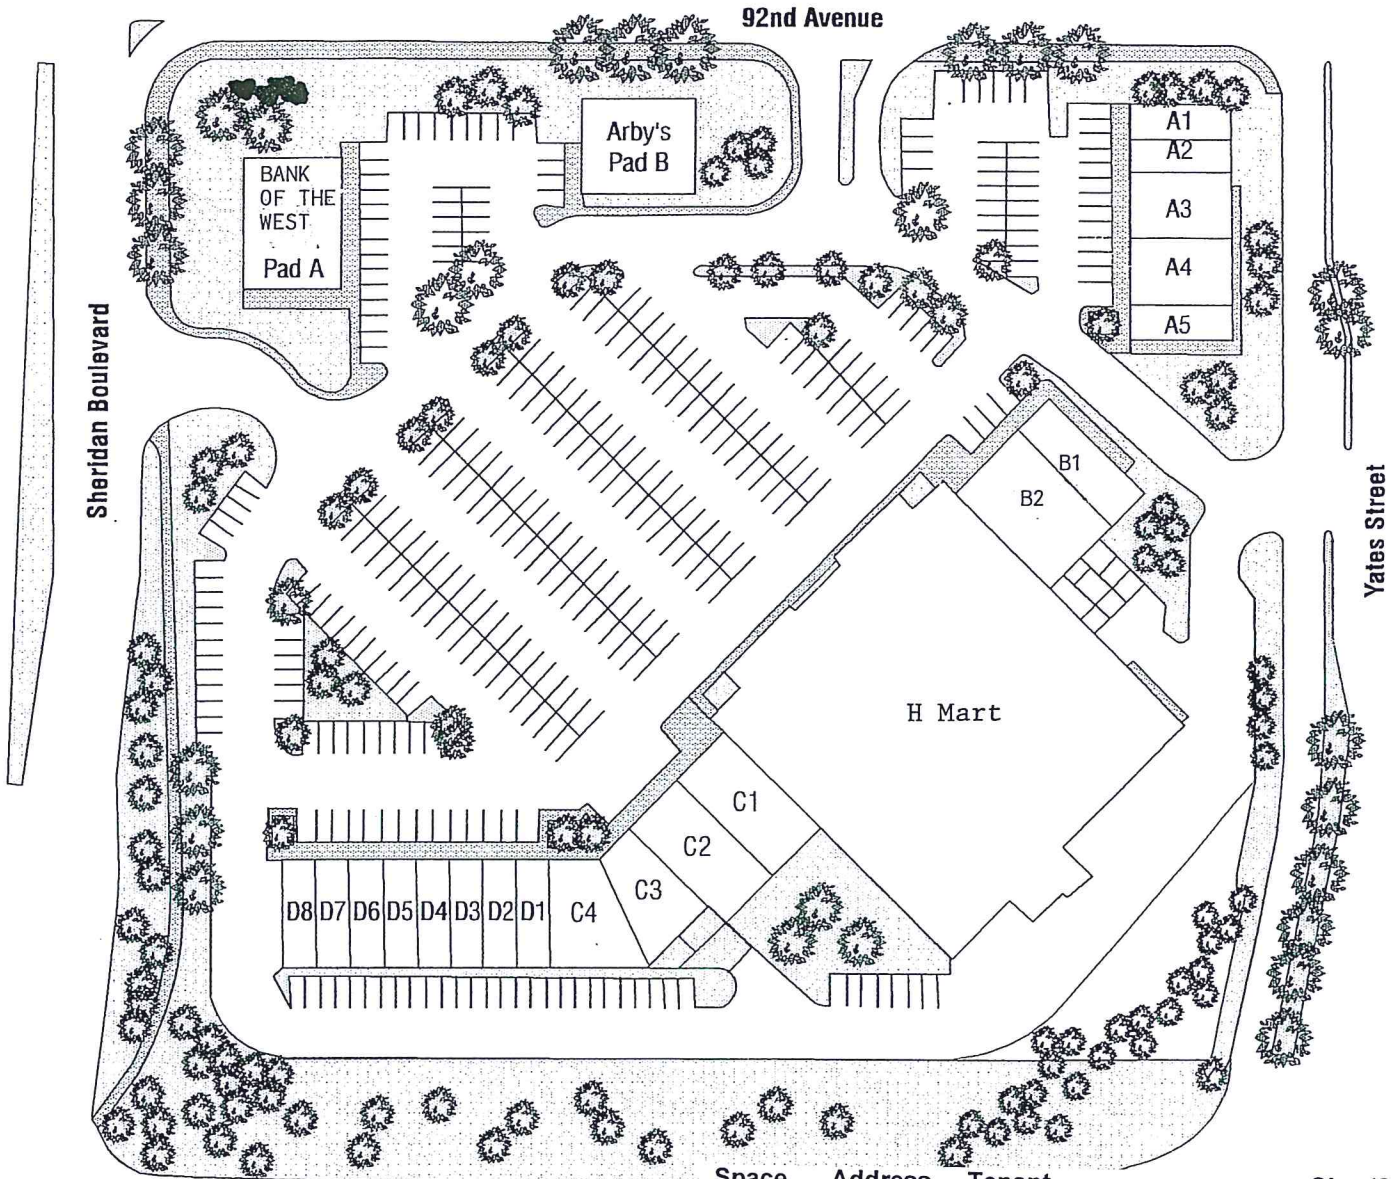 92nd Avenue
Arby's
Pad B
BANK
OF THE
WEST
Pad A
A1
A2
A3
A4
A5
Sheridan Boulevard
B1
B2
Yates Street
H Mart
C1
C2
C3
C4
D8 D7 D6 D5 D4 D3 D2 D1
Space Address Tenant